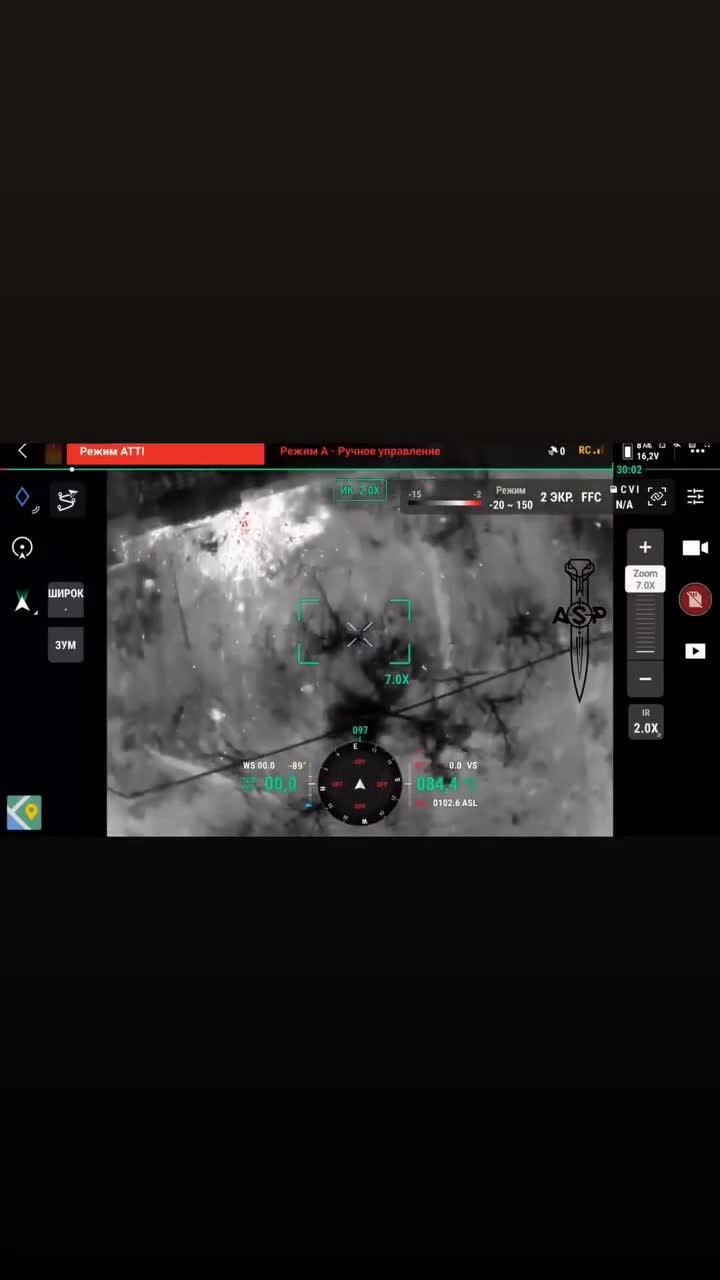 Режим ATTI
Режим A - Ручное управление
0
RC
16,2V
30:02
ИК 2.0X
-15
-2
Режим
-20 ~ 150
2 ЭКР.
FFC
CVI
N/A
ШИРОК
.
ЗУМ
+
Zoom
7.0X
-
IR
2.0X
ASP
7.0X
097
WS 00.0
-89°
00,0
E
S
W
N
OFF
OFF
OFF
OFF
0.0 VS
084,4
0102.6 ASL